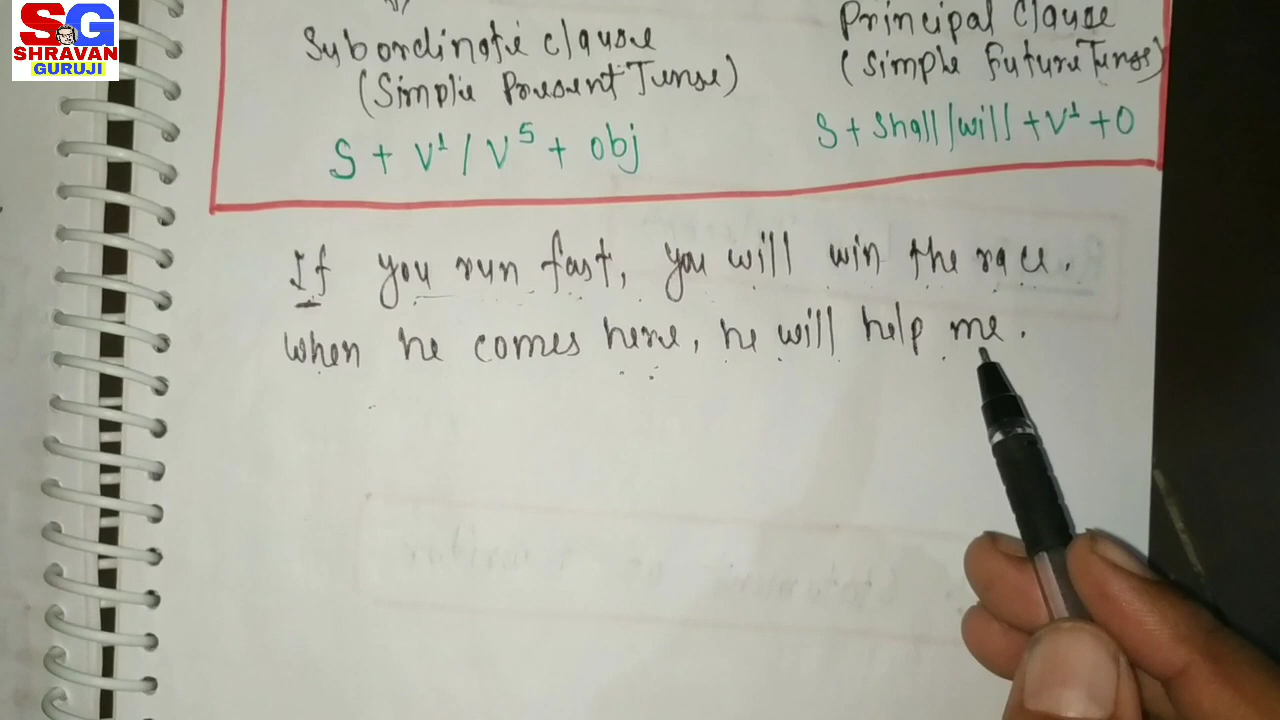 SG
SHRAVAN
GURUJI
Subordinate clause
(Simple Present Tense)
S + V¹ / V⁵ + obj
Principal Clause
(Simple Future Tense)
S + Shall/will + V¹ + O
If you run fast, you will win the race.
When he comes here, he will help me.